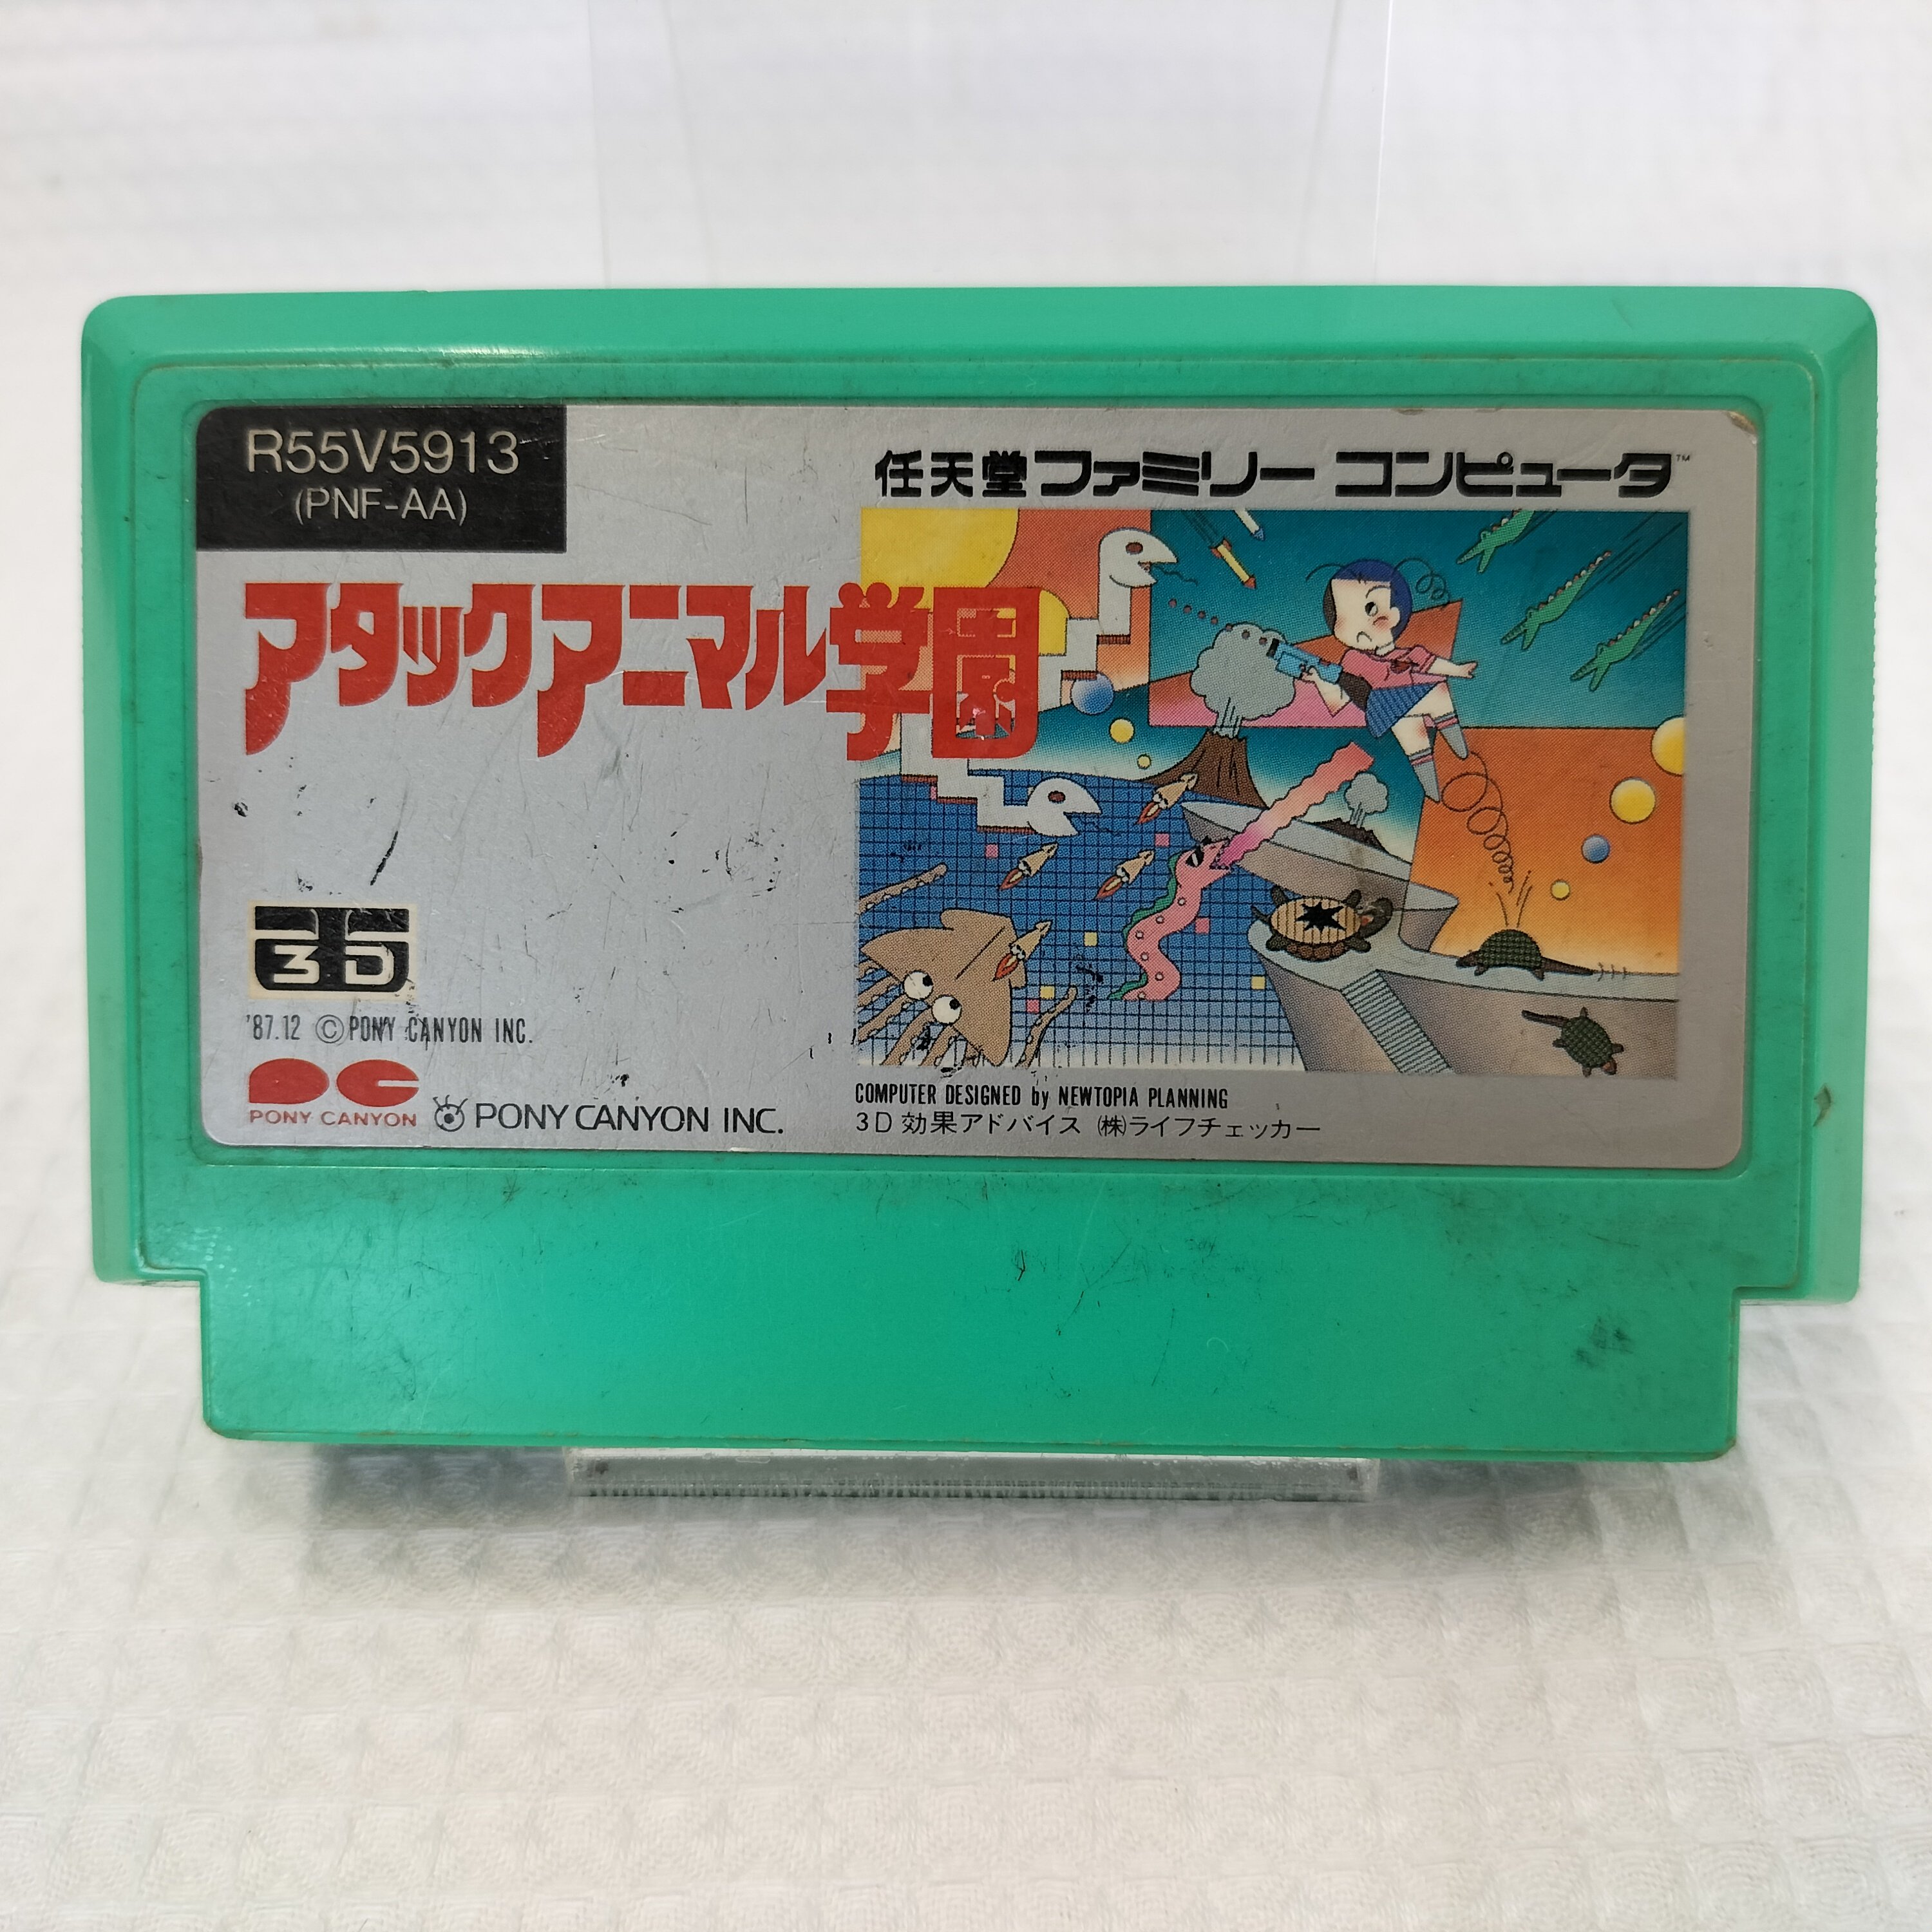 R55V5913
(PNF-AA)
任天堂ファミリー コンピュータ™
アタックアニマル学園
3D
'87.12 ©PONY CANYON INC.
PONY CANYON
PONY CANYON INC.
COMPUTER DESIGNED by NEWTOPIA PLANNING
3D 効果アドバイス ㈱ライフチェッカー